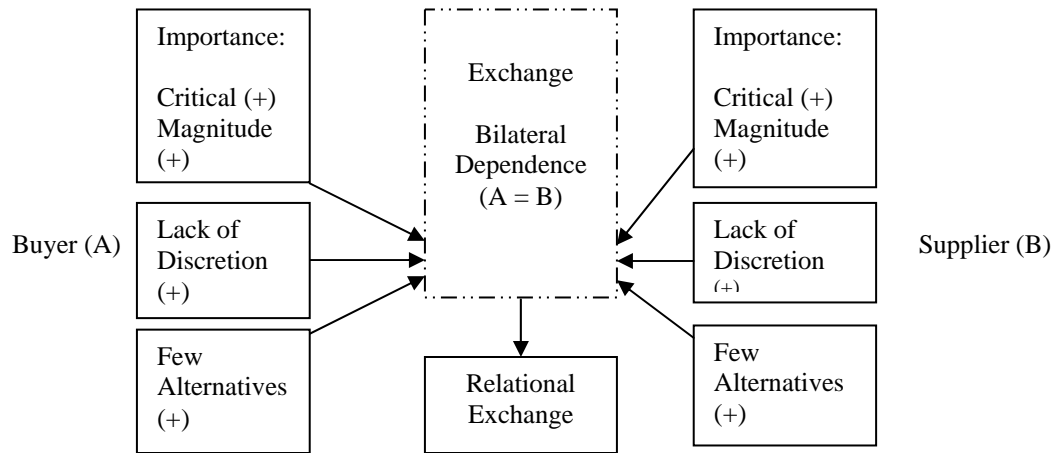 Buyer (A)
Importance:
Critical (+)
Magnitude
(+)
Lack of
Discretion
(+)
Few
Alternatives
(+)
Exchange
Bilateral
Dependence
(A = B)
Relational
Exchange
Importance:
Critical (+)
Magnitude
(+)
Lack of
Discretion
(+)
Few
Alternatives
(+)
Supplier (B)